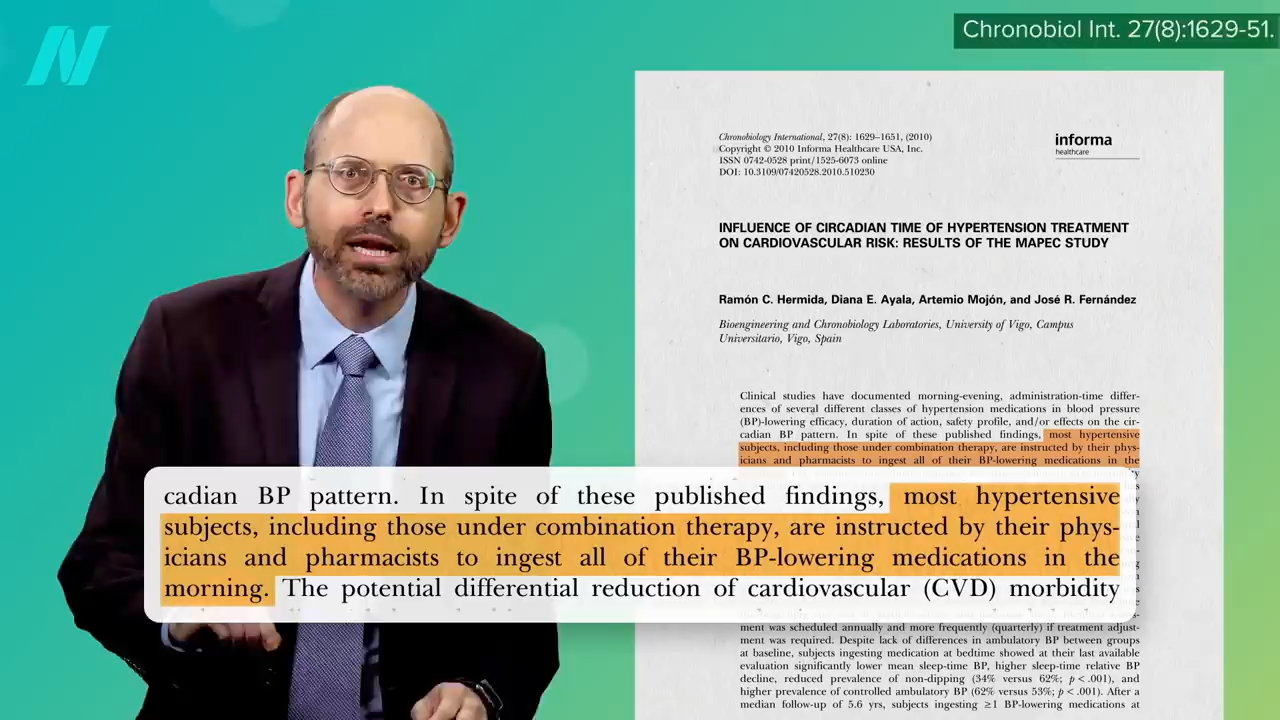 Chronobiol Int. 27(8):1629-51.
Chronobiology International, 27(8): 1629–1651, (2010)
Copyright © 2010 Informa Healthcare USA, Inc.
ISSN 0742-0528 print/1525-6073 online
DOI: 10.3109/07420528.2010.510230
informa
healthcare
INFLUENCE OF CIRCADIAN TIME OF HYPERTENSION TREATMENT
ON CARDIOVASCULAR RISK: RESULTS OF THE MAPEC STUDY
Ramón C. Hermida, Diana E. Ayala, Artemio Mojón, and José R. Fernández
Bioengineering and Chronobiology Laboratories, University of Vigo, Campus
Universitario, Vigo, Spain
Clinical studies have documented morning-evening, administration-time differ-
ences of several different classes of hypertension medications in blood pressure
(BP)-lowering efficacy, duration of action, safety profile, and/or effects on the cir-
cadian BP pattern. In spite of these published findings, most hypertensive
subjects, including those under combination therapy, are instructed by their phys-
icians and pharmacists to ingest all of their BP-lowering medications in the
cadian BP pattern. In spite of these published findings, most hypertensive
subjects, including those under combination therapy, are instructed by their phys-
icians and pharmacists to ingest all of their BP-lowering medications in the
morning. The potential differential reduction of cardiovascular (CVD) morbidity
ment was scheduled annually and more frequently (quarterly) if treatment adjust-
ment was required. Despite lack of differences in ambulatory BP between groups
at baseline, subjects ingesting medication at bedtime showed at their last available
evaluation significantly lower mean sleep-time BP, higher sleep-time relative BP
decline, reduced prevalence of non-dipping (34% versus 62%; p < .001), and
higher prevalence of controlled ambulatory BP (62% versus 53%; p < .001). After a
median follow-up of 5.6 yrs, subjects ingesting ≥1 BP-lowering medications at